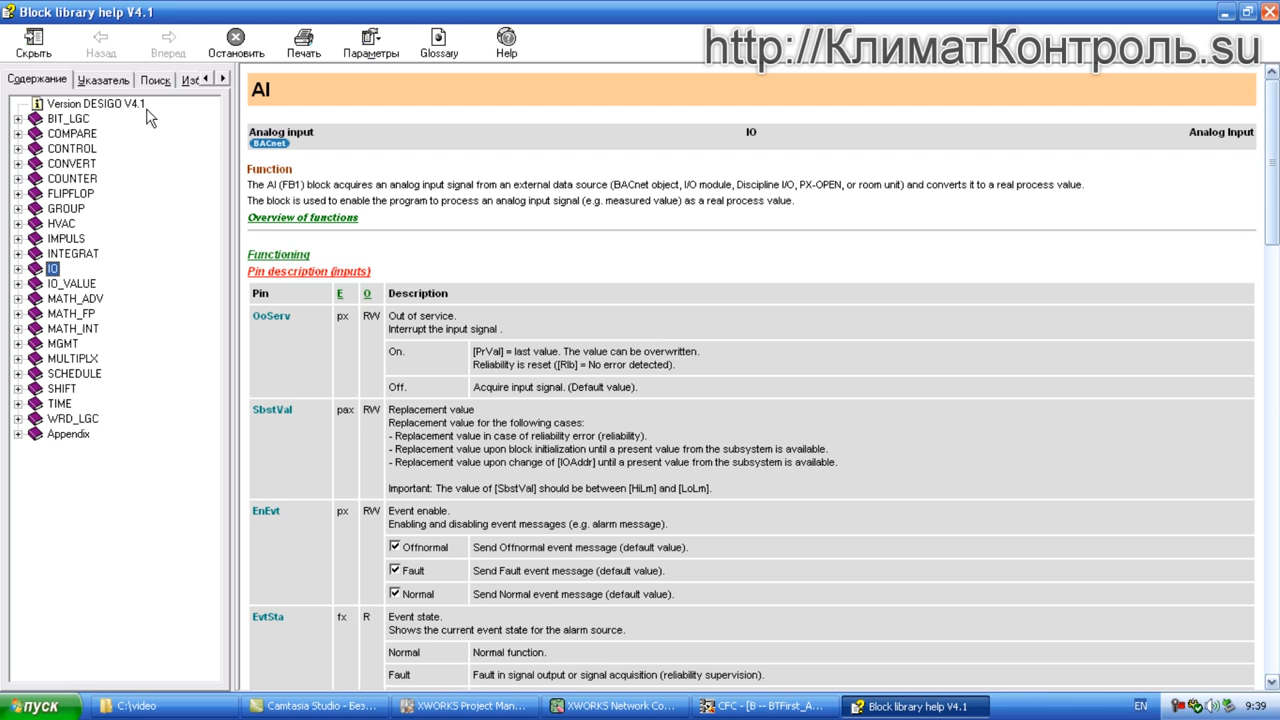 Block library help V4.1
http://КлиматКонтроль.su
Скрыть
Назад
Вперед
Остановить
Печать
Параметры
Glossary
Help
Содержание
Указатель
Поиск
Version DESIGO V4.1
BIT_LGC
COMPARE
CONTROL
CONVERT
COUNTER
FLIPFLOP
GROUP
HVAC
IMPULS
INTEGRAT
IO
IO_VALUE
MATH_ADV
MATH_FP
MATH_INT
MGMT
MULTIPLX
SCHEDULE
SHIFT
TIME
WRD_LGC
Appendix
AI
Analog input IO Analog Input
BACnet
Function
The AI (FB1) block acquires an analog input signal from an external data source (BACnet object, I/O module, Discipline I/O, PX-OPEN, or room unit) and converts it to a real process value.
The block is used to enable the program to process an analog input signal (e.g. measured value) as a real process value.
Overview of functions
Functioning
Pin description (inputs)
Pin E O Description
OoServ px RW Out of service.
Interrupt the input signal .
On. [PrVal] = last value. The value can be overwritten.
Reliability is reset ([Rlb] = No error detected).
Off. Acquire input signal. (Default value).
SbstVal pax RW Replacement value
Replacement value for the following cases:
- Replacement value in case of reliability error (reliability).
- Replacement value upon block initialization until a present value from the subsystem is available.
- Replacement value upon change of [IOAddr] until a present value from the subsystem is available.
Important: The value of [SbstVal] should be between [HiLm] and [LoLm].
EnEvt px RW Event enable.
Enabling and disabling event messages (e.g. alarm message).
Offnormal Send Offnormal event message (default value).
Fault Send Fault event message (default value).
Normal Send Normal event message (default value).
EvtSta fx R Event state.
Shows the current event state for the alarm source.
Normal Normal function.
Fault Fault in signal output or signal acquisition (reliability supervision).
пуск
C:\video
Camtasia Studio - Без...
XWORKS Project Man...
XWORKS Network Co...
CFC - [B -- BTFirst_A...
Block library help V4.1
EN
9:39